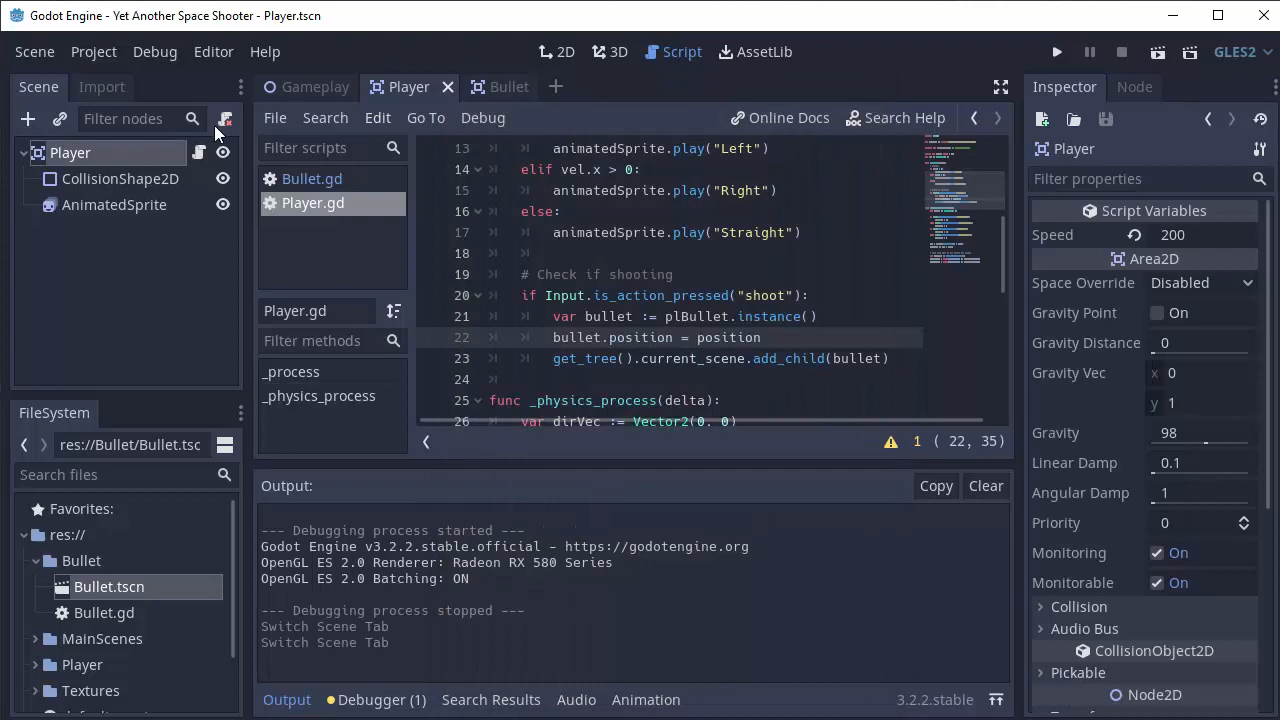 Godot Engine - Yet Another Space Shooter - Player.tscn
Scene Project Debug Editor Help
2D 3D Script AssetLib
GLES2
Scene Import
Filter nodes
Player
CollisionShape2D
AnimatedSprite
FileSystem
res://Bullet/Bullet.tsc
Search files
Favorites:
res://
Bullet
Bullet.tscn
Bullet.gd
MainScenes
Player
Textures
Gameplay Player Bullet
File Search Edit Go To Debug Online Docs Search Help
Filter scripts
Bullet.gd
Player.gd
Player.gd
Filter methods
_process
_physics_process
13 animatedSprite.play("Left")
14 elif vel.x > 0:
15 animatedSprite.play("Right")
16 else:
17 animatedSprite.play("Straight")
18
19 # Check if shooting
20 if Input.is_action_pressed("shoot"):
21 var bullet := plBullet.instance()
22 bullet.position = position
23 get_tree().current_scene.add_child(bullet)
24
25 func _physics_process(delta):
26 var dirVec := Vector2(0, 0)
1 ( 22, 35)
Output: Copy Clear
--- Debugging process started ---
Godot Engine v3.2.2.stable.official - https://godotengine.org
OpenGL ES 2.0 Renderer: Radeon RX 580 Series
OpenGL ES 2.0 Batching: ON
--- Debugging process stopped ---
Switch Scene Tab
Switch Scene Tab
Output Debugger (1) Search Results Audio Animation 3.2.2.stable
Inspector Node
Player
Filter properties
Script Variables
Speed 200
Area2D
Space Override Disabled
Gravity Point On
Gravity Distance 0
Gravity Vec x 0
y 1
Gravity 98
Linear Damp 0.1
Angular Damp 1
Priority 0
Monitoring On
Monitorable On
Collision
Audio Bus
CollisionObject2D
Pickable
Node2D